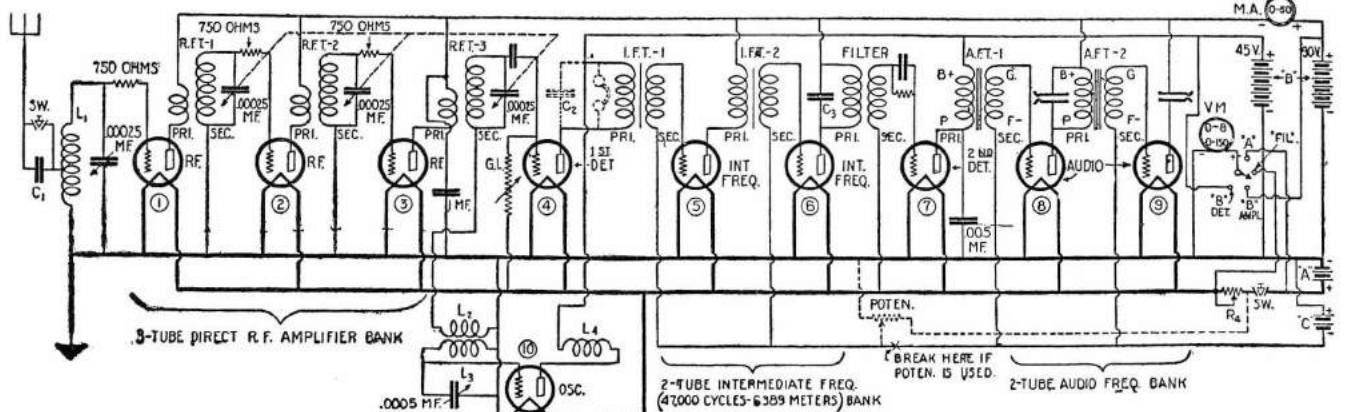 M.A. 0-50
750 OHMS
750 OHMS
R.F.T.-1
R.F.T.-2
R.F.T.-3
I.F.T.-1
I.F.T.-2
FILTER
A.F.T.-1
A.F.T.-2
45V. + "B" + 90V.
750 OHMS
SW.
L₁
C₁
.00025 MF.
.00025 MF.
.00025 MF.
.00025 MF.
C₂
C₃
B+
G.
B+
G
P
F-
P
F-
PRI.
SEC.
PRI.
SEC.
PRI.
SEC.
PRI.
SEC.
PRI.
SEC.
PRI.
SEC.
PRI.
SEC.
PRI.
SEC.
VM
0-8
0-150
"A"
"FIL."
"B" DET.
"B" AMPL.
R.F.
R.F.
R.F.
G.L.
1 ST. DET.
INT FREQ.
INT. FREQ.
2 ND DET.
AUDIO
1
2
3
4
5
6
7
8
9
1 MF.
.005 MF.
"A"
POTEN.
R₄
SW.
"C"
3-TUBE DIRECT R.F. AMPLIFIER BANK
L₂
L₄
10
OSC.
L₃
.0005 MF.
2-TUBE INTERMEDIATE FREQ.
(47,000 CYCLES-6389 METERS) BANK
BREAK HERE IF
POTEN. IS USED.
2-TUBE AUDIO FREQ. BANK